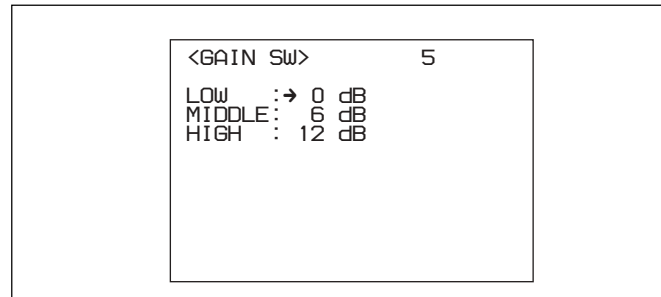 <GAIN SW> 5
LOW :→ 0 dB
MIDDLE: 6 dB
HIGH : 12 dB